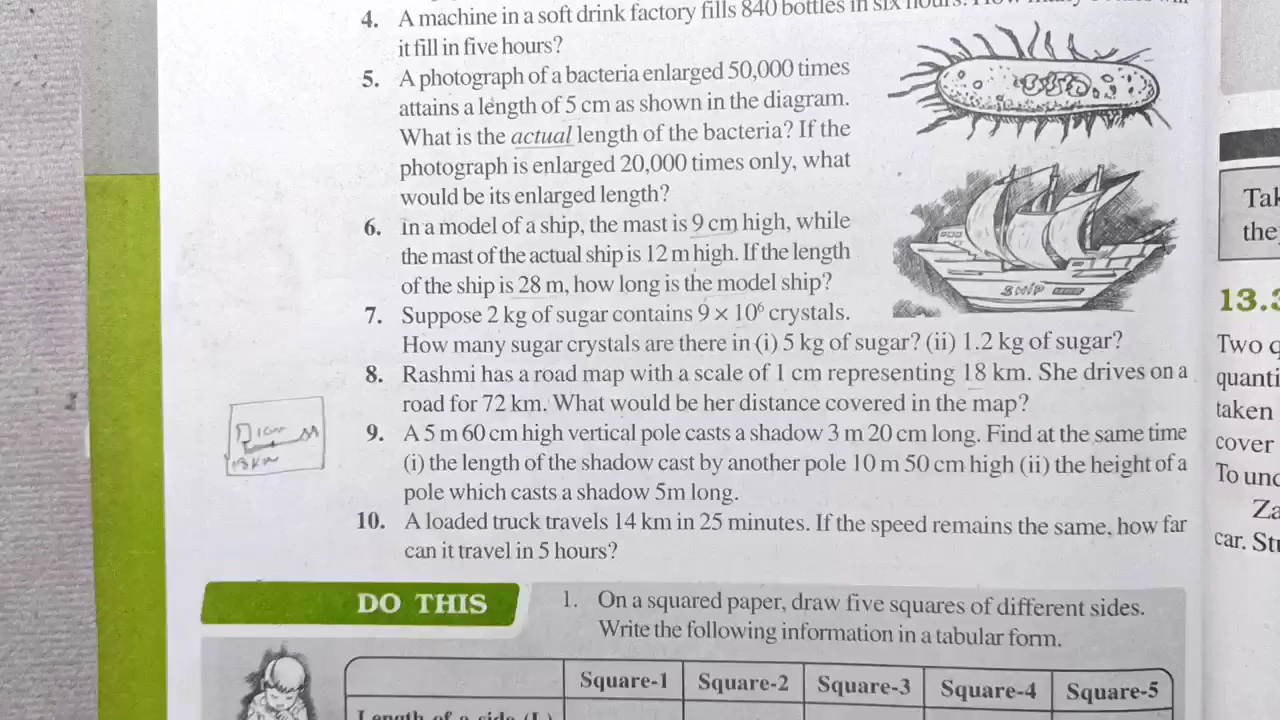 4. A machine in a soft drink factory fills 840 bottles in six hours.
it fill in five hours?
5. A photograph of a bacteria enlarged 50,000 times
attains a length of 5 cm as shown in the diagram.
What is the actual length of the bacteria? If the
photograph is enlarged 20,000 times only, what
would be its enlarged length?
6. In a model of a ship, the mast is 9 cm high, while
the mast of the actual ship is 12 m high. If the length
of the ship is 28 m, how long is the model ship?
SHIP
7. Suppose 2 kg of sugar contains 9 × 10⁶ crystals.
How many sugar crystals are there in (i) 5 kg of sugar? (ii) 1.2 kg of sugar?
8. Rashmi has a road map with a scale of 1 cm representing 18 km. She drives on a
road for 72 km. What would be her distance covered in the map?
1cm
18 km
9. A 5 m 60 cm high vertical pole casts a shadow 3 m 20 cm long. Find at the same time
(i) the length of the shadow cast by another pole 10 m 50 cm high (ii) the height of a
pole which casts a shadow 5m long.
10. A loaded truck travels 14 km in 25 minutes. If the speed remains the same, how far
can it travel in 5 hours?
DO THIS
1. On a squared paper, draw five squares of different sides.
Write the following information in a tabular form.
Square-1 Square-2 Square-3 Square-4 Square-5
Length of a side (L)
the
13.3
Two
taken
cover
car.